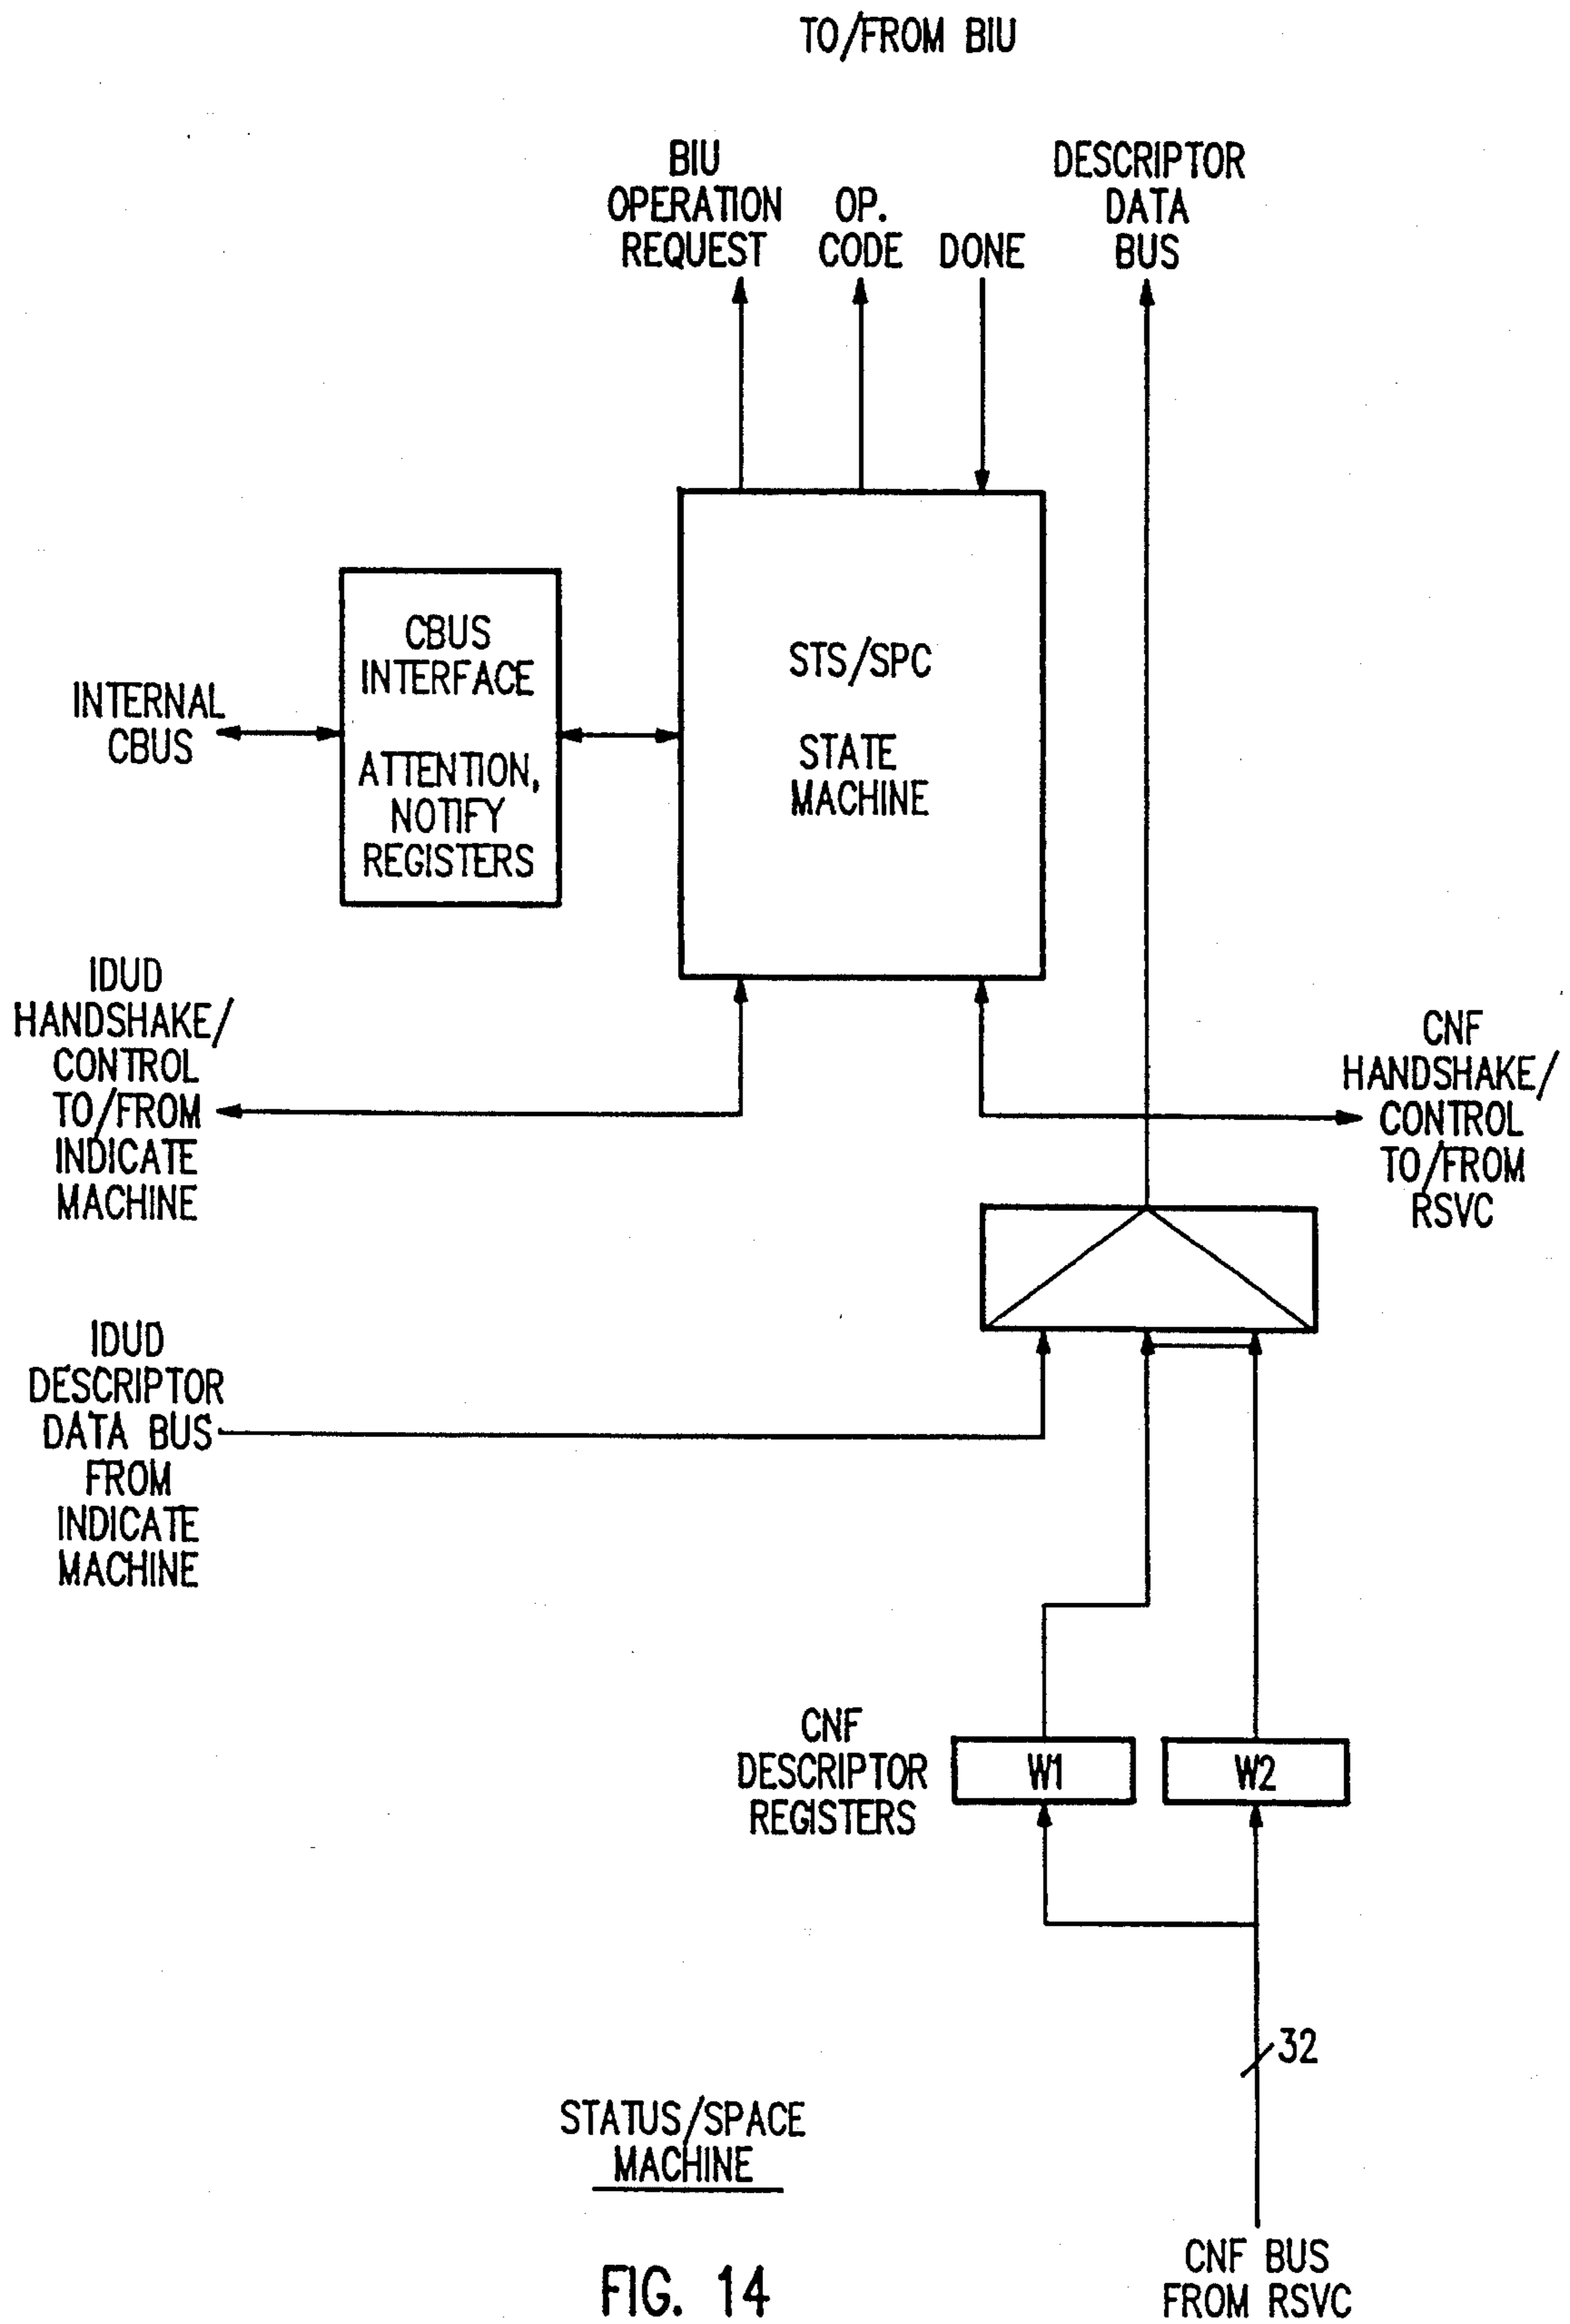 TO/FROM BIU
BIU
OPERATION
REQUEST
OP.
CODE
DONE
DESCRIPTOR
DATA
BUS
CBUS
INTERFACE
ATTENTION,
NOTIFY
REGISTERS
STS/SPC
STATE
MACHINE
INTERNAL
CBUS
IDUD
HANDSHAKE/
CONTROL
TO/FROM
INDICATE
MACHINE
CNF
HANDSHAKE/
CONTROL
TO/FROM
RSVC
IDUD
DESCRIPTOR
DATA BUS
FROM
INDICATE
MACHINE
CNF
DESCRIPTOR
REGISTERS
W1
W2
32
STATUS/SPACE
MACHINE
CNF BUS
FROM RSVC
FIG. 14